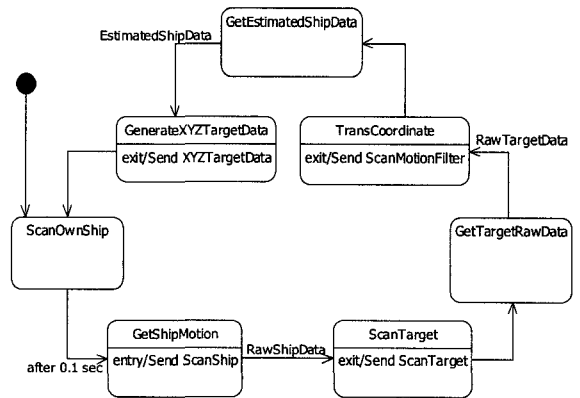 GetEstimatedShipData
EstimatedShipData
GenerateXYZTargetData
exit/Send XYZTargetData
TransCoordinate
exit/Send ScanMotionFilter
RawTargetData
ScanOwnShip
GetTargetRawData
after 0.1 sec
GetShipMotion
entry/Send ScanShip
RawShipData
ScanTarget
exit/Send ScanTarget